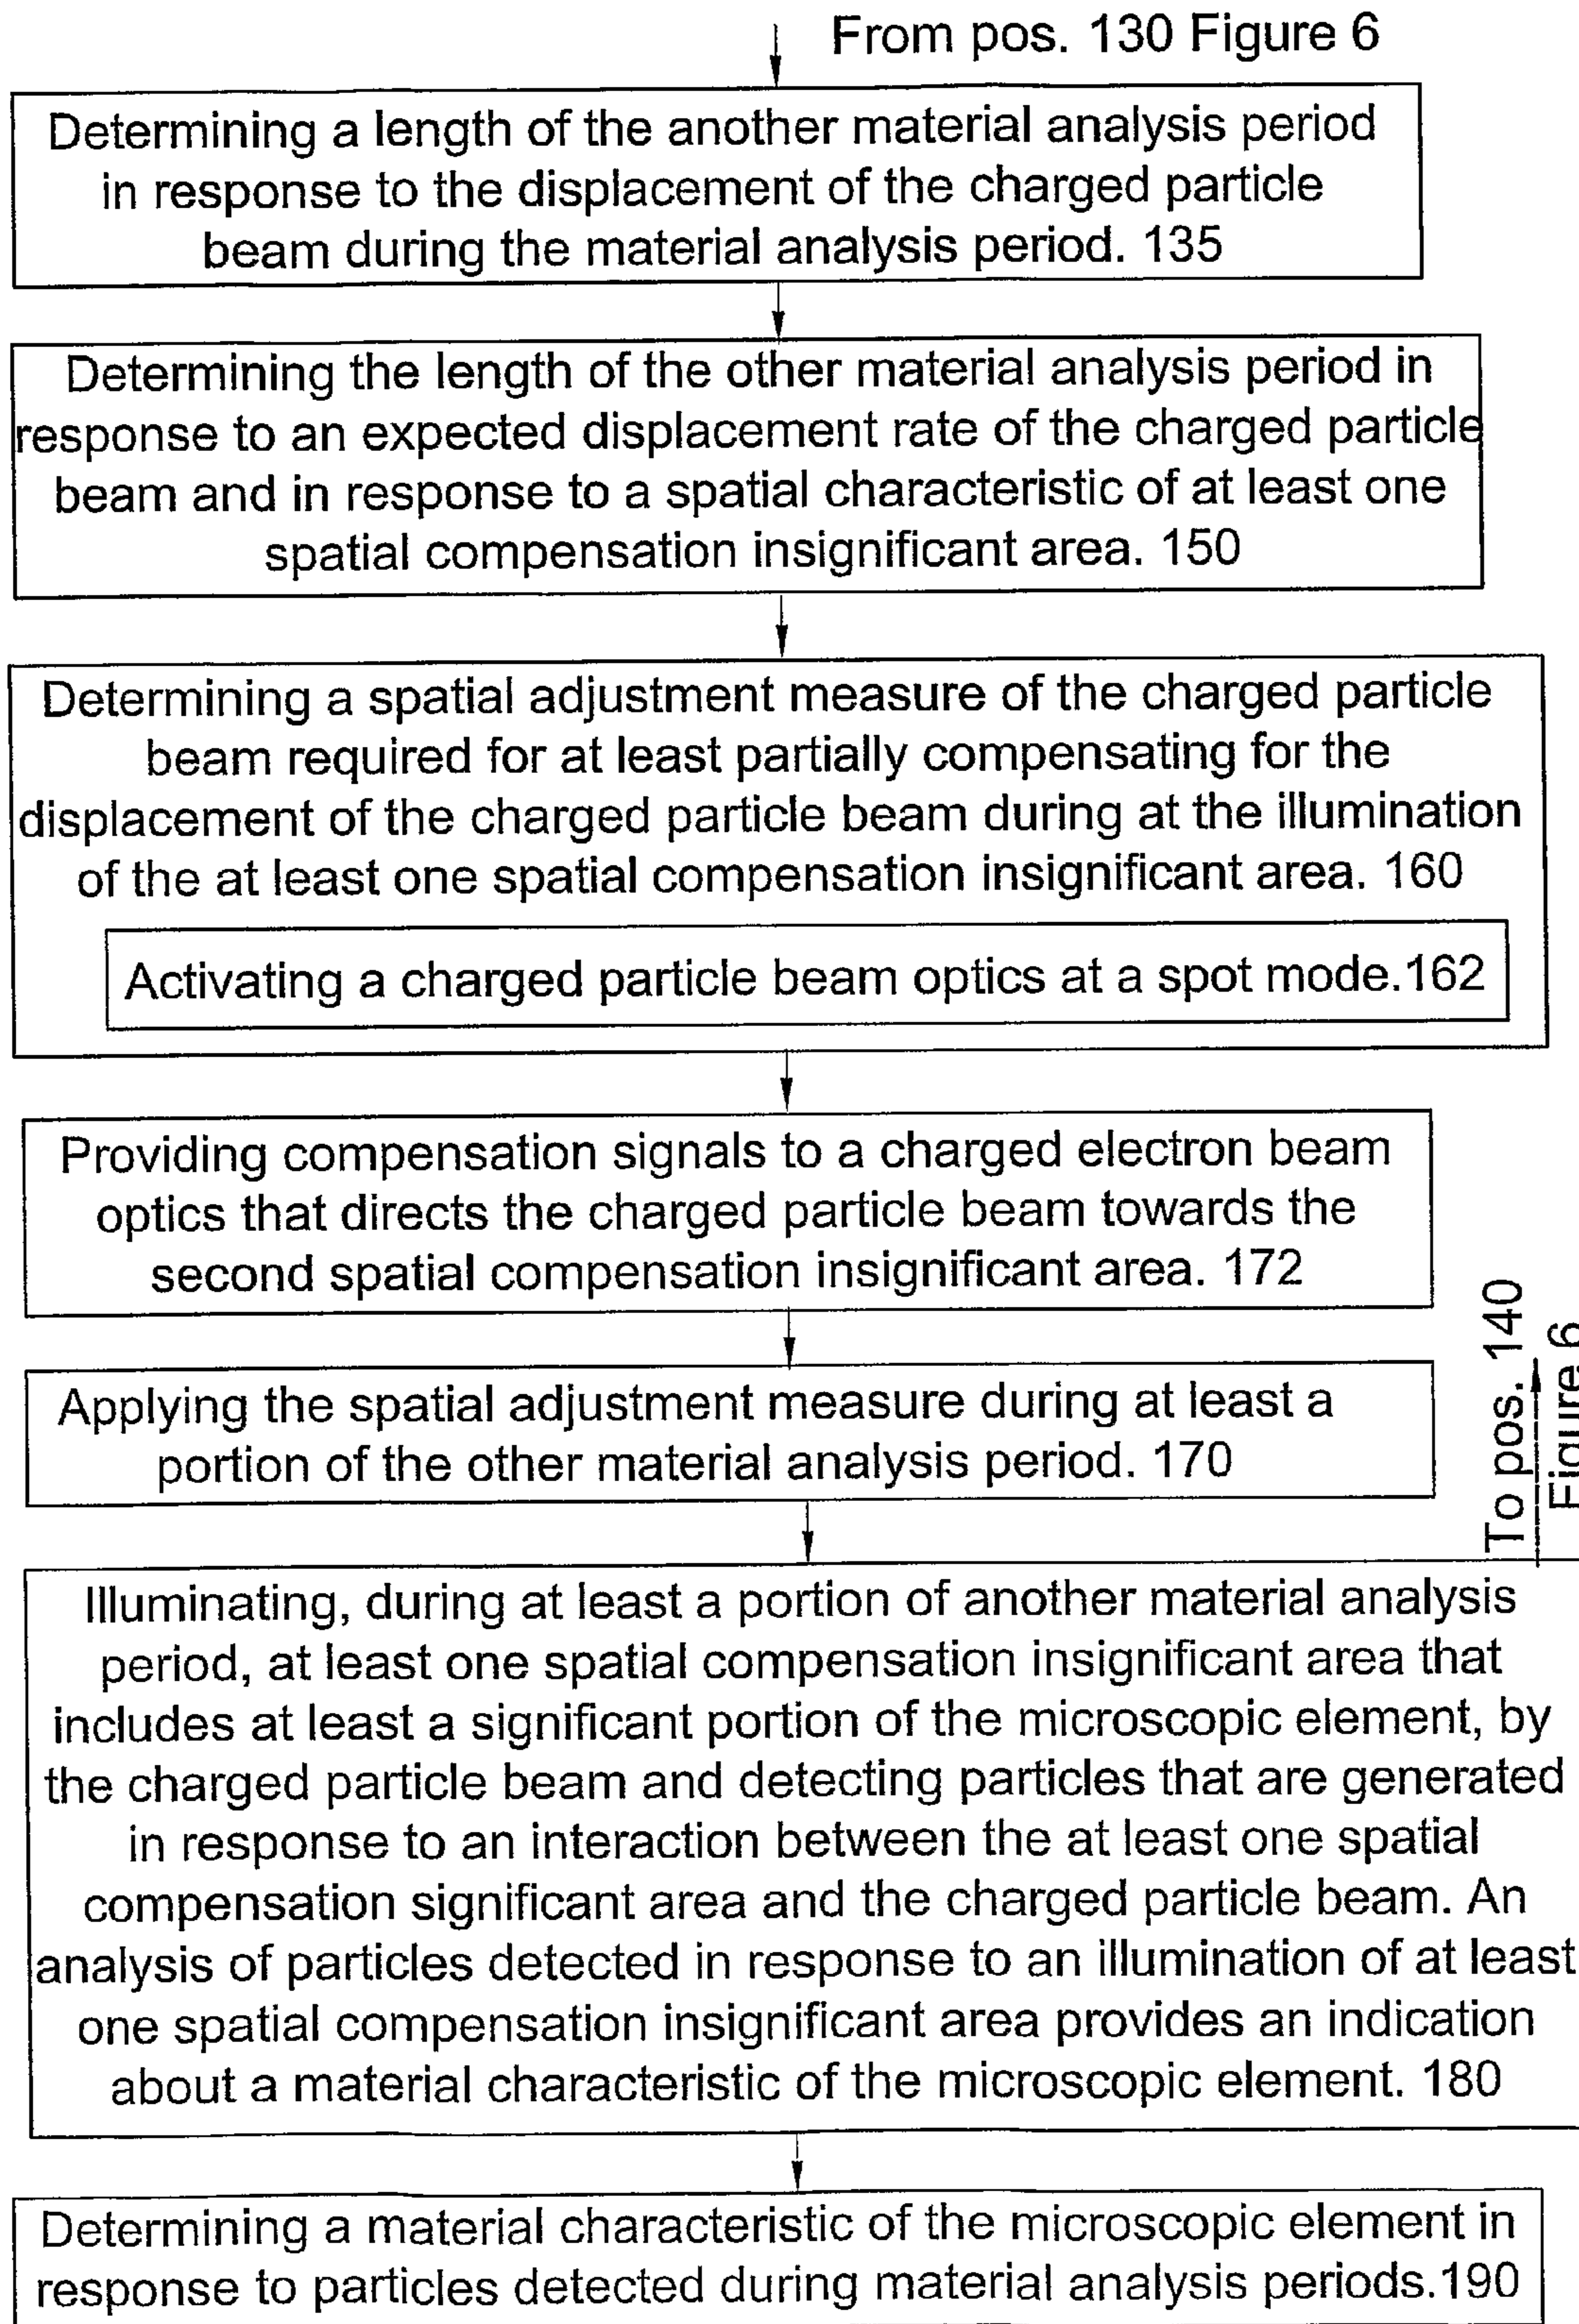 From pos. 130 Figure 6
Determining a length of the another material analysis period
in response to the displacement of the charged particle
beam during the material analysis period. 135
Determining the length of the other material analysis period in
response to an expected displacement rate of the charged particle
beam and in response to a spatial characteristic of at least one
spatial compensation insignificant area. 150
Determining a spatial adjustment measure of the charged particle
beam required for at least partially compensating for the
displacement of the charged particle beam during at the illumination
of the at least one spatial compensation insignificant area. 160
Activating a charged particle beam optics at a spot mode.162
Providing compensation signals to a charged electron beam
optics that directs the charged particle beam towards the
second spatial compensation insignificant area. 172
Applying the spatial adjustment measure during at least a
portion of the other material analysis period. 170
To pos. 140
Figure 6
Illuminating, during at least a portion of another material analysis
period, at least one spatial compensation insignificant area that
includes at least a significant portion of the microscopic element, by
the charged particle beam and detecting particles that are generated
in response to an interaction between the at least one spatial
compensation significant area and the charged particle beam. An
analysis of particles detected in response to an illumination of at least
one spatial compensation insignificant area provides an indication
about a material characteristic of the microscopic element. 180
Determining a material characteristic of the microscopic element in
response to particles detected during material analysis periods.190